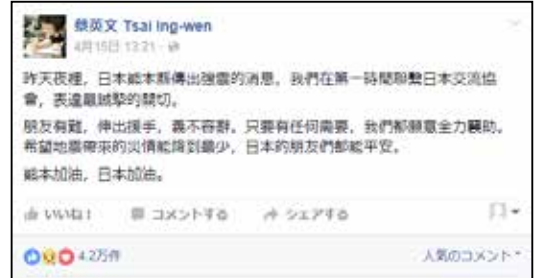 蔡英文 Tsai Ing-wen
4月15日 13:21
昨天夜裡，日本熊本縣傳出強震的消息，我們在第一時間聯繫日本交流協
會，表達最誠摯的關切。
朋友有難，伸出援手，義不容辭。只要有任何需要，我們都願意全力襄助。
希望地震帶來的災情能降到最少，日本的朋友們都能平安。
熊本加油，日本加油。
いいね！ コメントする シェアする
4.2万件 人気のコメント